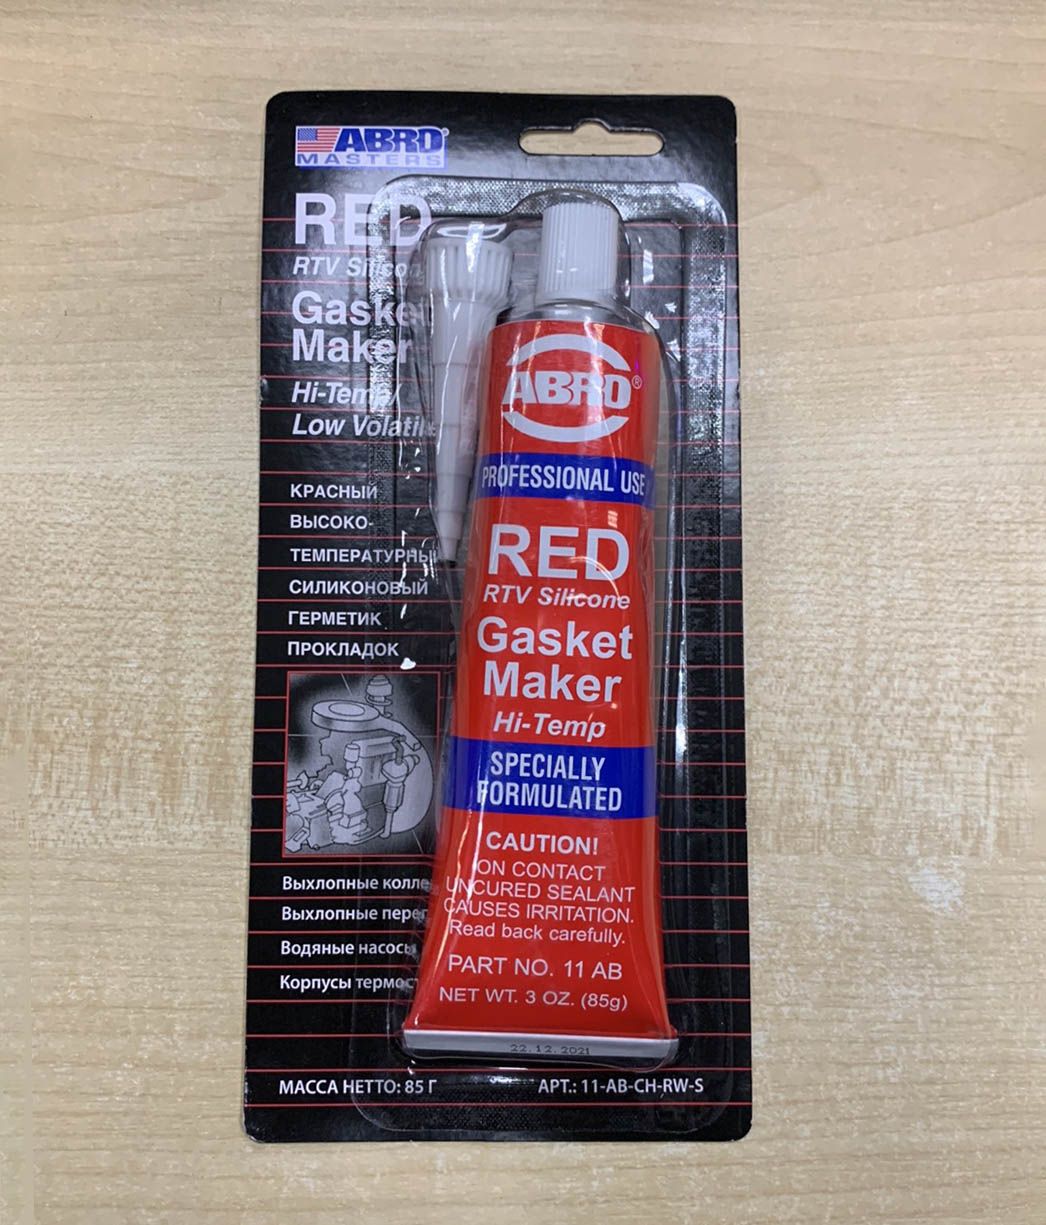 ABRO®
MASTERS
RED
RTV Silicon
Gasket
Maker
Hi-Temp/
Low Volatil
КРАСНЫЙ
ВЫСОКО-
ТЕМПЕРАТУРНЫ
СИЛИКОНОВЫЙ
ГЕРМЕТИК
ПРОКЛАДОК
Выхлопные колле
Выхлопные перег
Водяные насосы
Корпусы термост
МАССА НЕТТО: 85 Г
АРТ.: 11-AB-CH-RW-S
ABRO®
PROFESSIONAL USE
RED
RTV Silicone
Gasket
Maker
Hi-Temp
SPECIALLY
FORMULATED
CAUTION!
ON CONTACT
UNCURED SEALANT
CAUSES IRRITATION.
Read back carefully.
PART NO. 11 AB
NET WT. 3 OZ. (85g)
22.12.2021